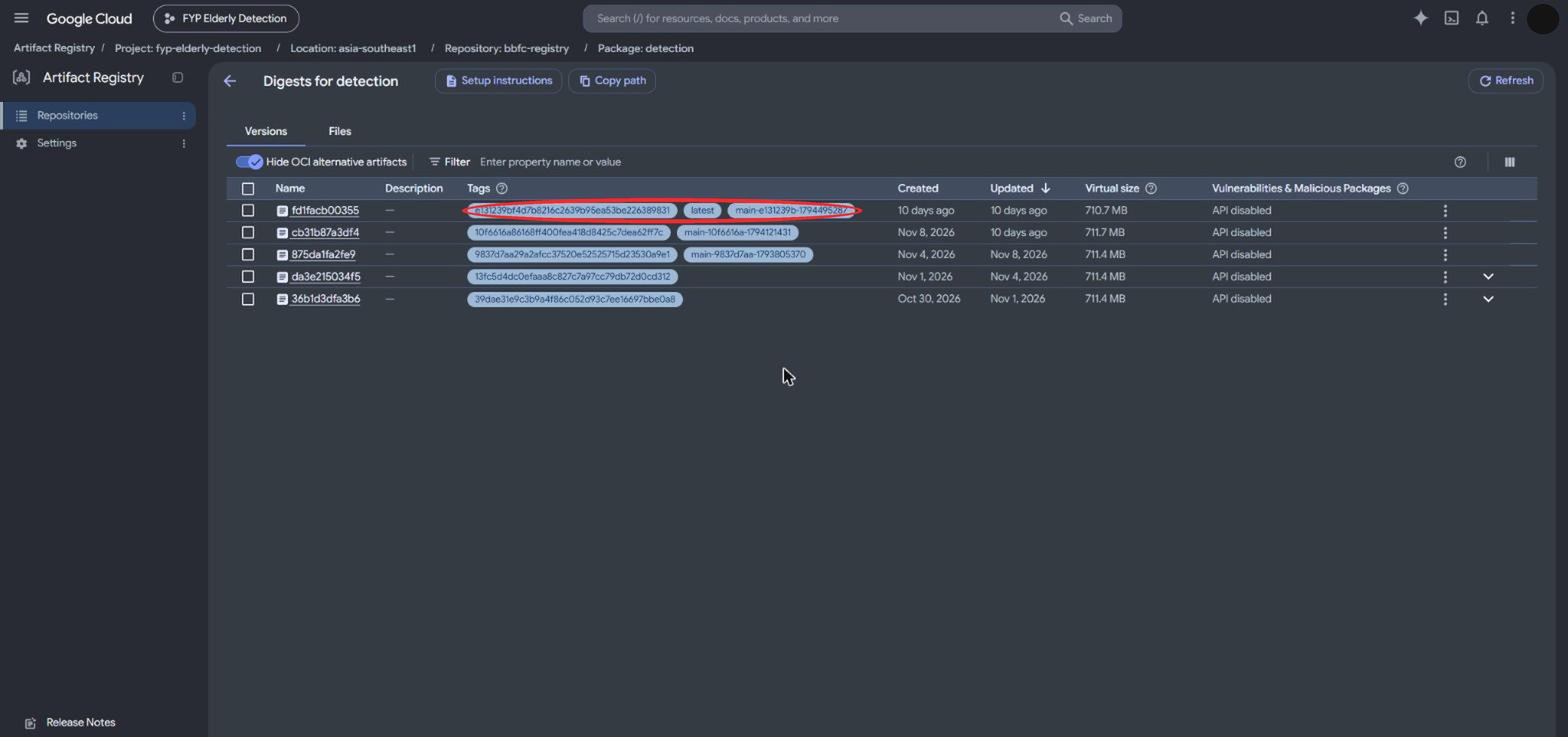 Google Cloud FYP Elderly Detection Search (/) for resources, docs, products, and more Search
Artifact Registry / Project: fyp-elderly-detection / Location: asia-southeast1 / Repository: bbfc-registry / Package: detection
Artifact Registry
Repositories
Settings
Digests for detection Setup instructions Copy path Refresh
Versions Files
Hide OCI alternative artifacts Filter Enter property name or value
Name Description Tags Created Updated Virtual size Vulnerabilities & Malicious Packages
fd1facb00355 — e131239bf4d7b8216c2639b95ea53be226389831 latest main-e131239b-1794495287 10 days ago 10 days ago 710.7 MB API disabled
cb31b87a3df4 — 10f6616a86168ff400fea418d8425c7dea62ff7c main-10f6616a-1794121431 Nov 8, 2026 10 days ago 711.7 MB API disabled
875da1fa2fe9 — 9837d7aa29a2afcc37520e52525715d23530a9e1 main-9837d7aa-1793805370 Nov 4, 2026 Nov 8, 2026 711.4 MB API disabled
da3e215034f5 — 13fc5d4dc0efaaa8c827c7a97cc79db72d0cd312 Nov 1, 2026 Nov 4, 2026 711.4 MB API disabled
36b1d3dfa3b6 — 39dae31e9c3b9a4f86c052d93c7ee16697bbe0a8 Oct 30, 2026 Nov 1, 2026 711.4 MB API disabled
Release Notes